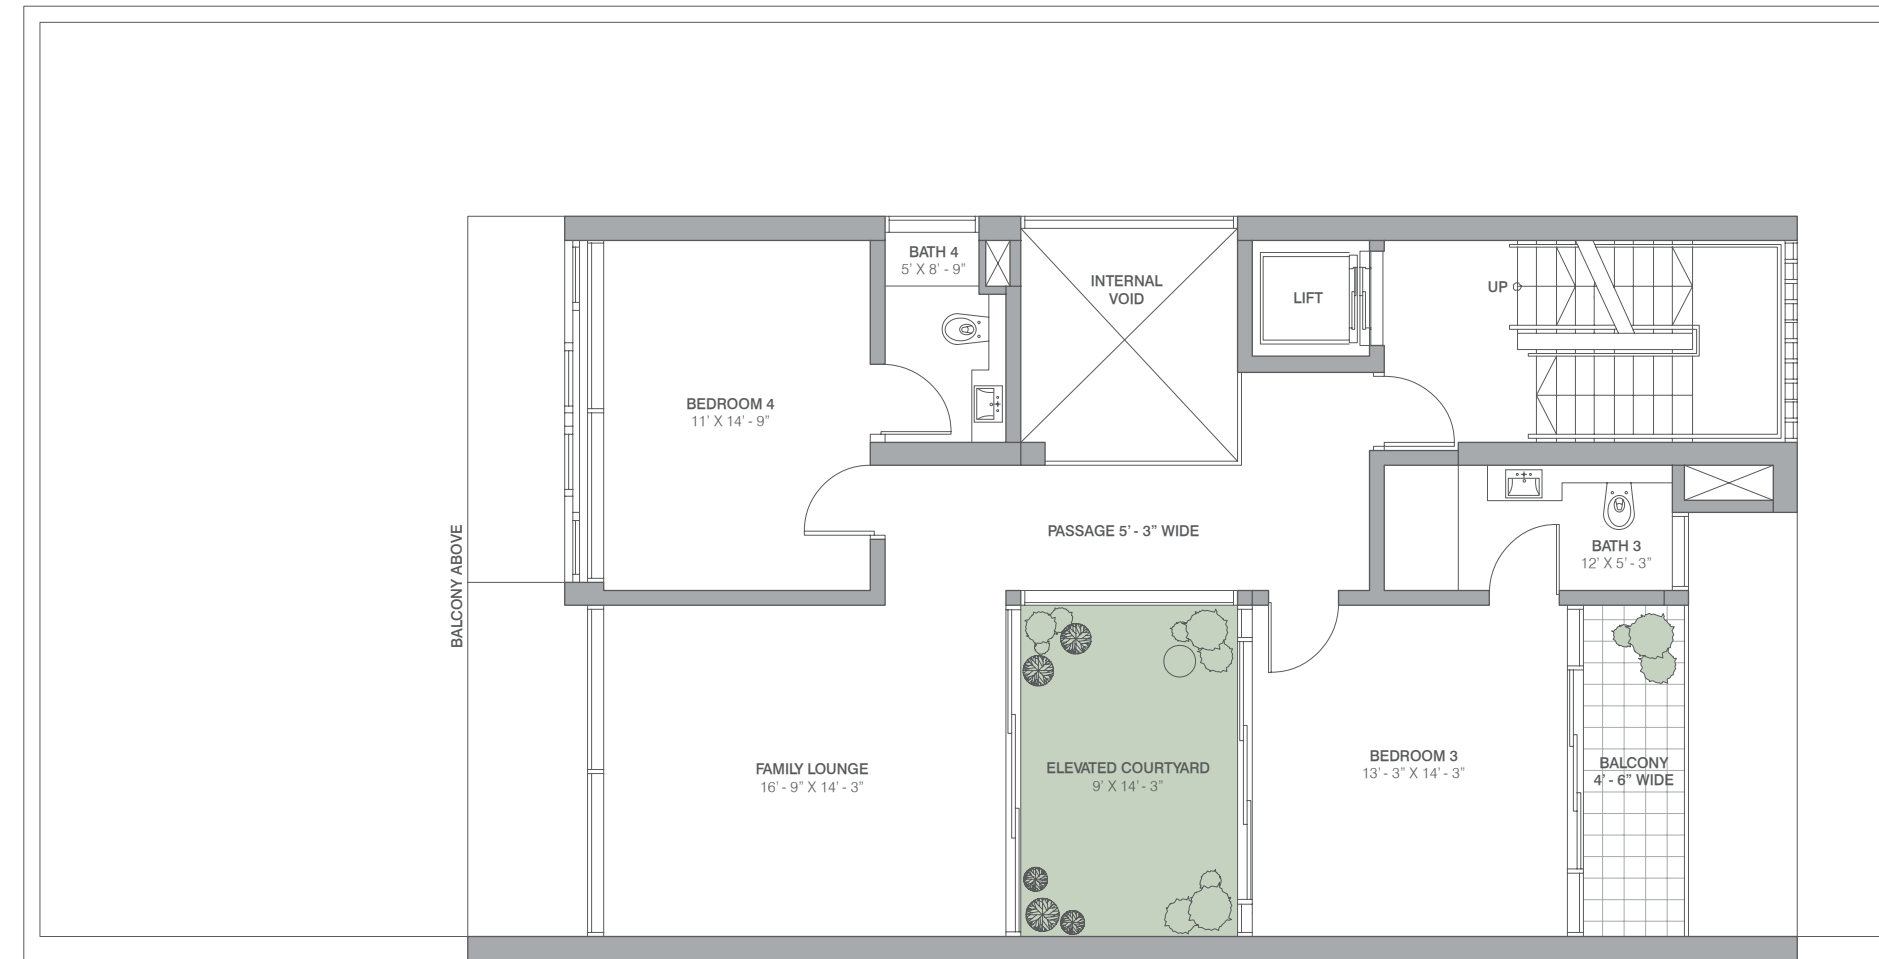 BATH 4
5' X 8' - 9”
INTERNAL
VOID
LIFT
UP
BEDROOM 4
11' X 14' - 9”
BALCONY ABOVE
PASSAGE 5' - 3” WIDE
BATH 3
12' X 5' - 3”
FAMILY LOUNGE
16' - 9” X 14' - 3”
ELEVATED COURTYARD
9' X 14' - 3”
BEDROOM 3
13' - 3” X 14' - 3”
BALCONY
4' - 6” WIDE